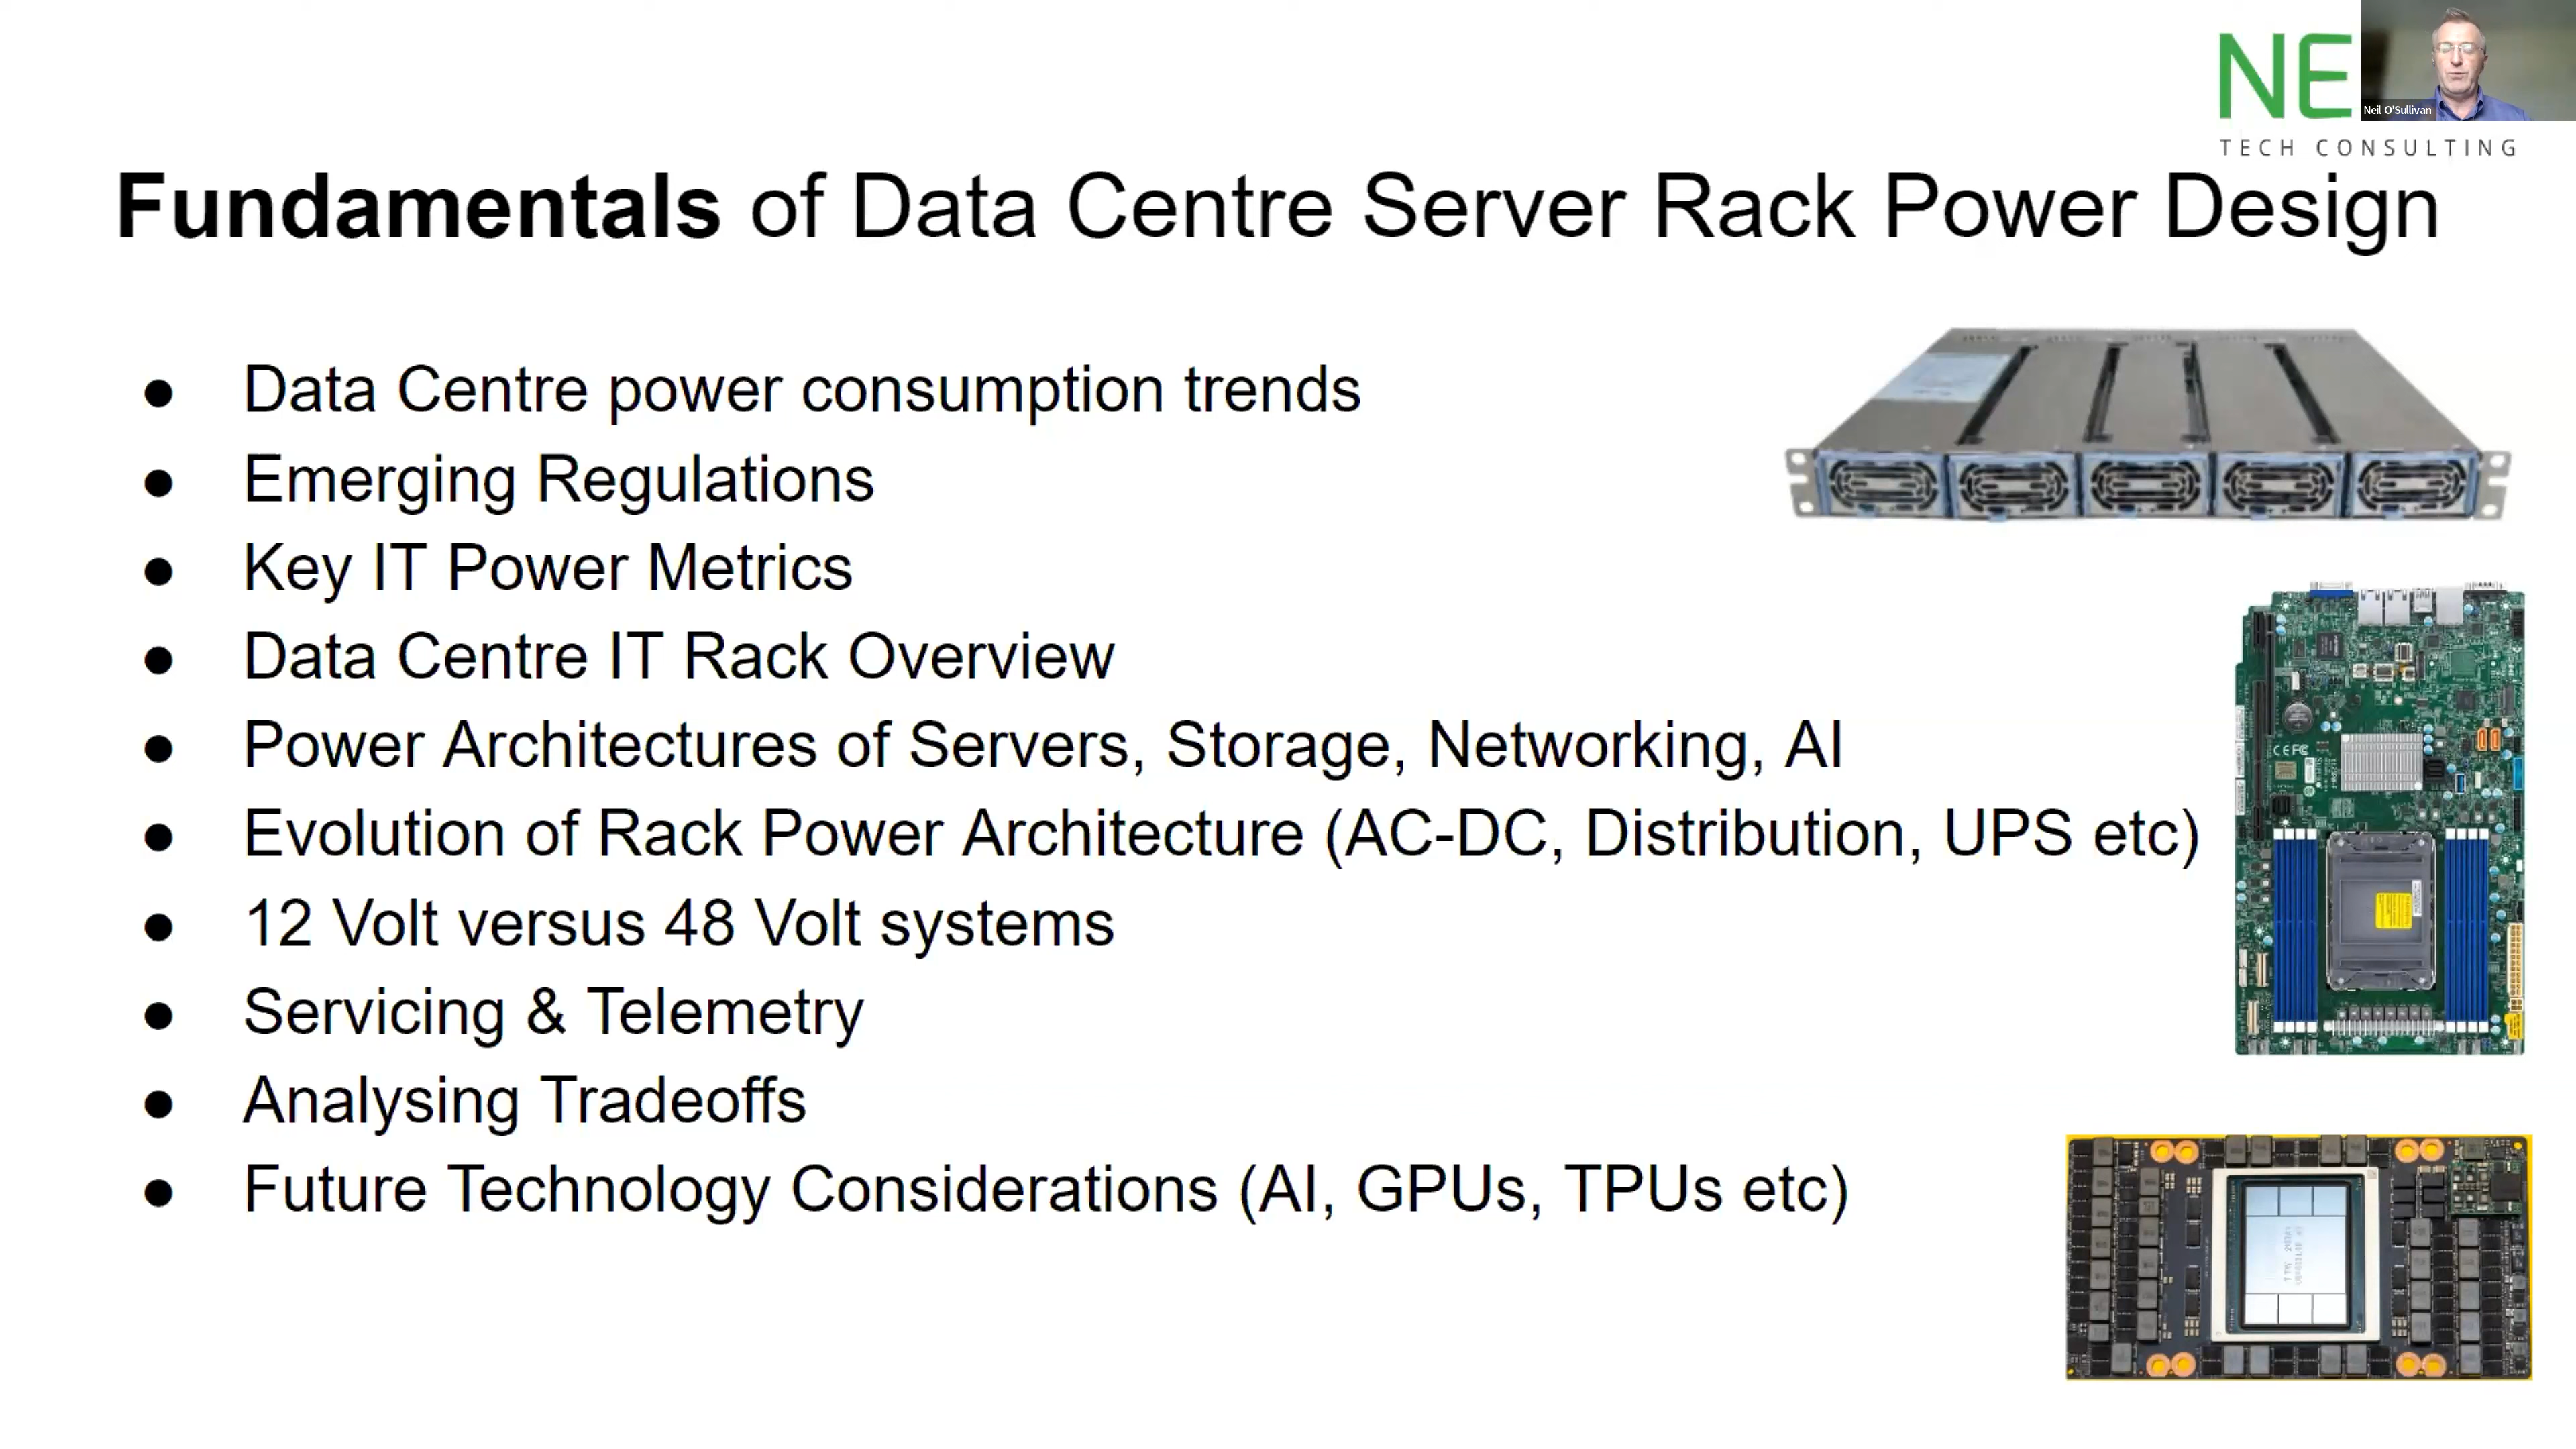 NE
Neil O'Sullivan
TECH CONSULTING
Fundamentals of Data Centre Server Rack Power Design
● Data Centre power consumption trends
● Emerging Regulations
● Key IT Power Metrics
● Data Centre IT Rack Overview
● Power Architectures of Servers, Storage, Networking, AI
● Evolution of Rack Power Architecture (AC-DC, Distribution, UPS etc)
● 12 Volt versus 48 Volt systems
● Servicing & Telemetry
● Analysing Tradeoffs
● Future Technology Considerations (AI, GPUs, TPUs etc)